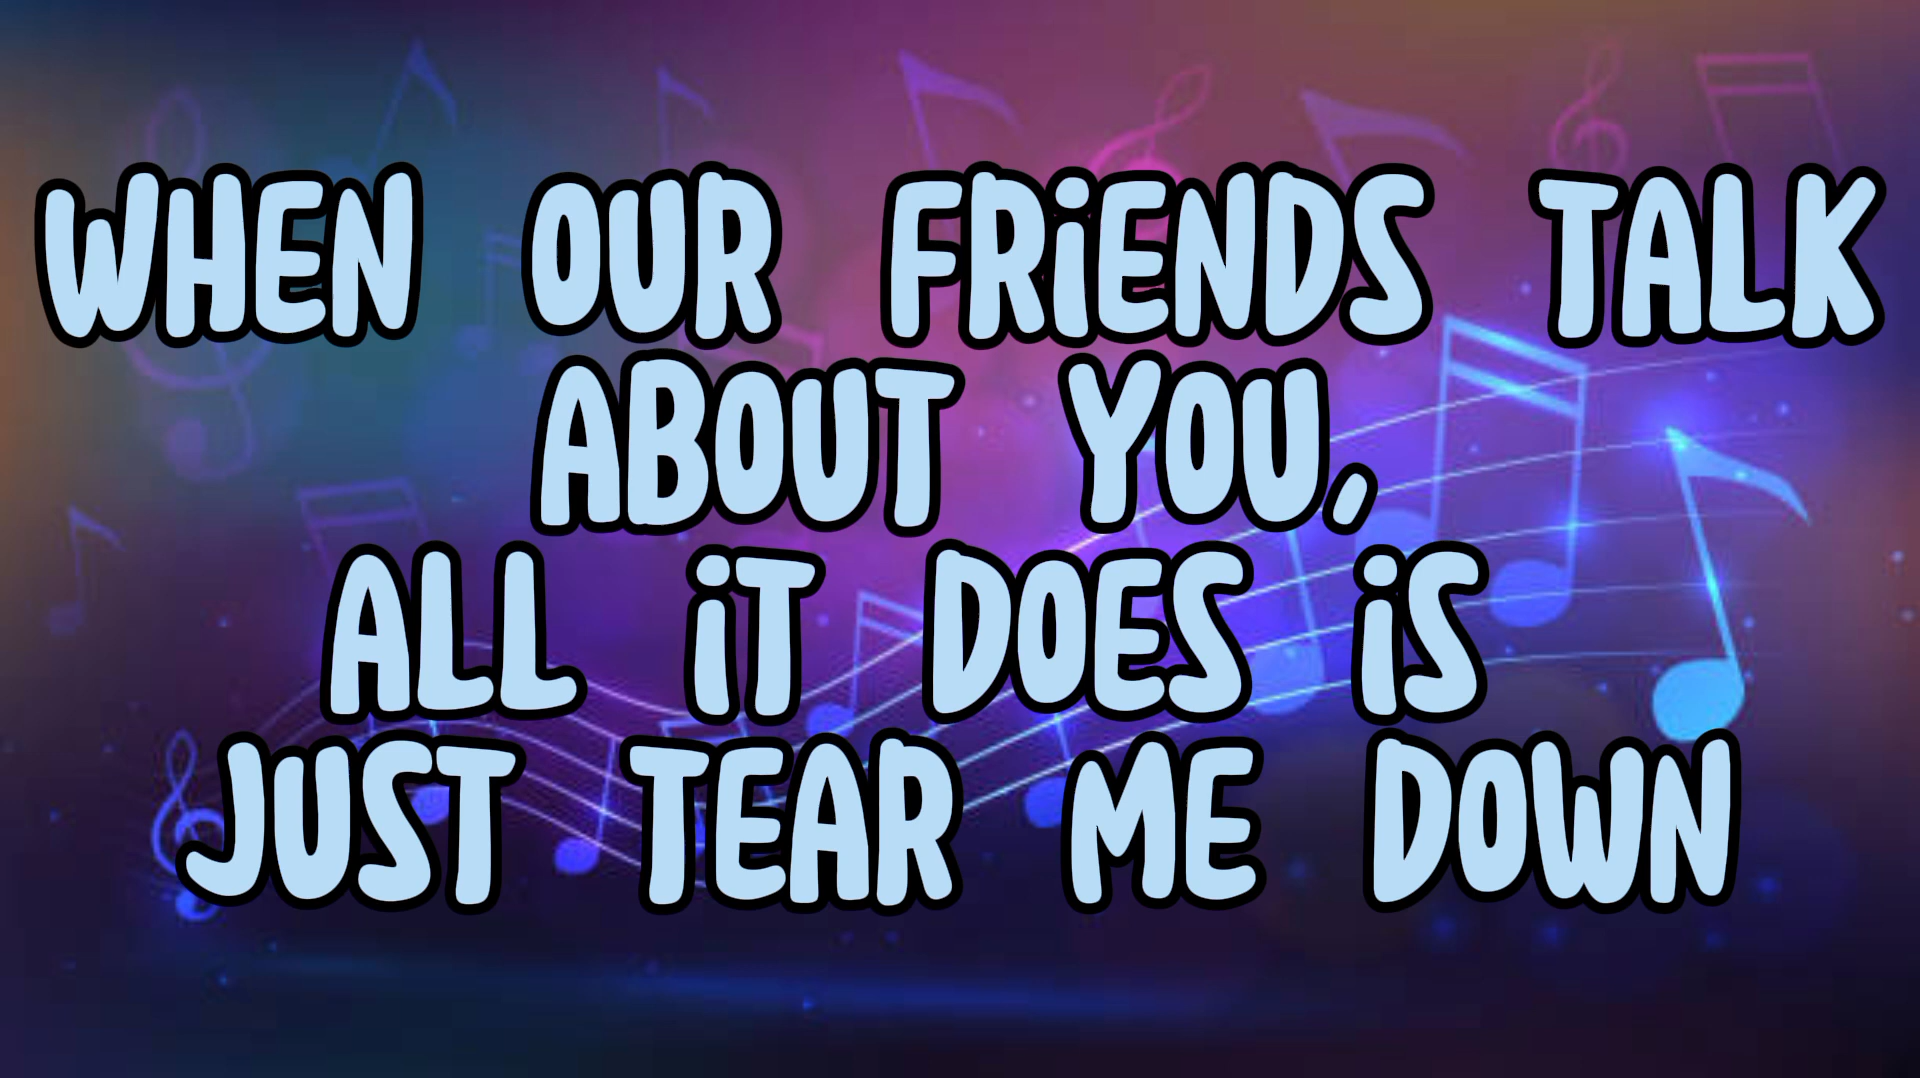 WHEN OUR FRiENDS TALK
ABOUT YOU,
ALL iT DOES iS
JUST TEAR ME DOWN